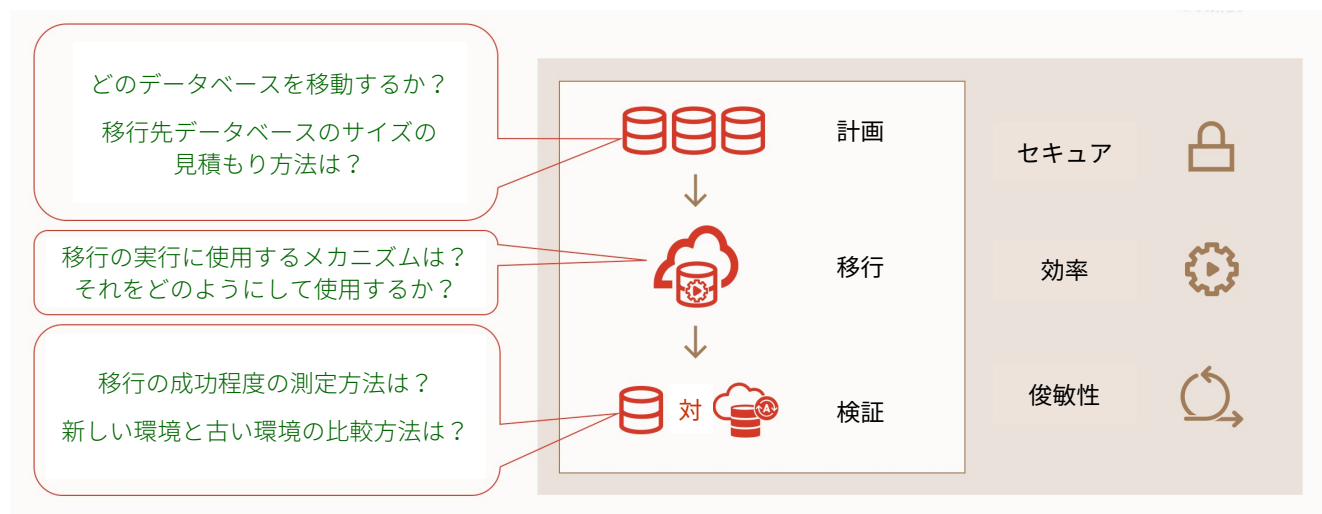 どのデータベースを移動するか？
移行先データベースのサイズの
見積もり方法は？
計画
セキュア
移行の実行に使用するメカニズムは？
それをどのようにして使用するか？
移行
効率
移行の成功程度の測定方法は？
新しい環境と古い環境の比較方法は？
対
A
検証
俊敏性